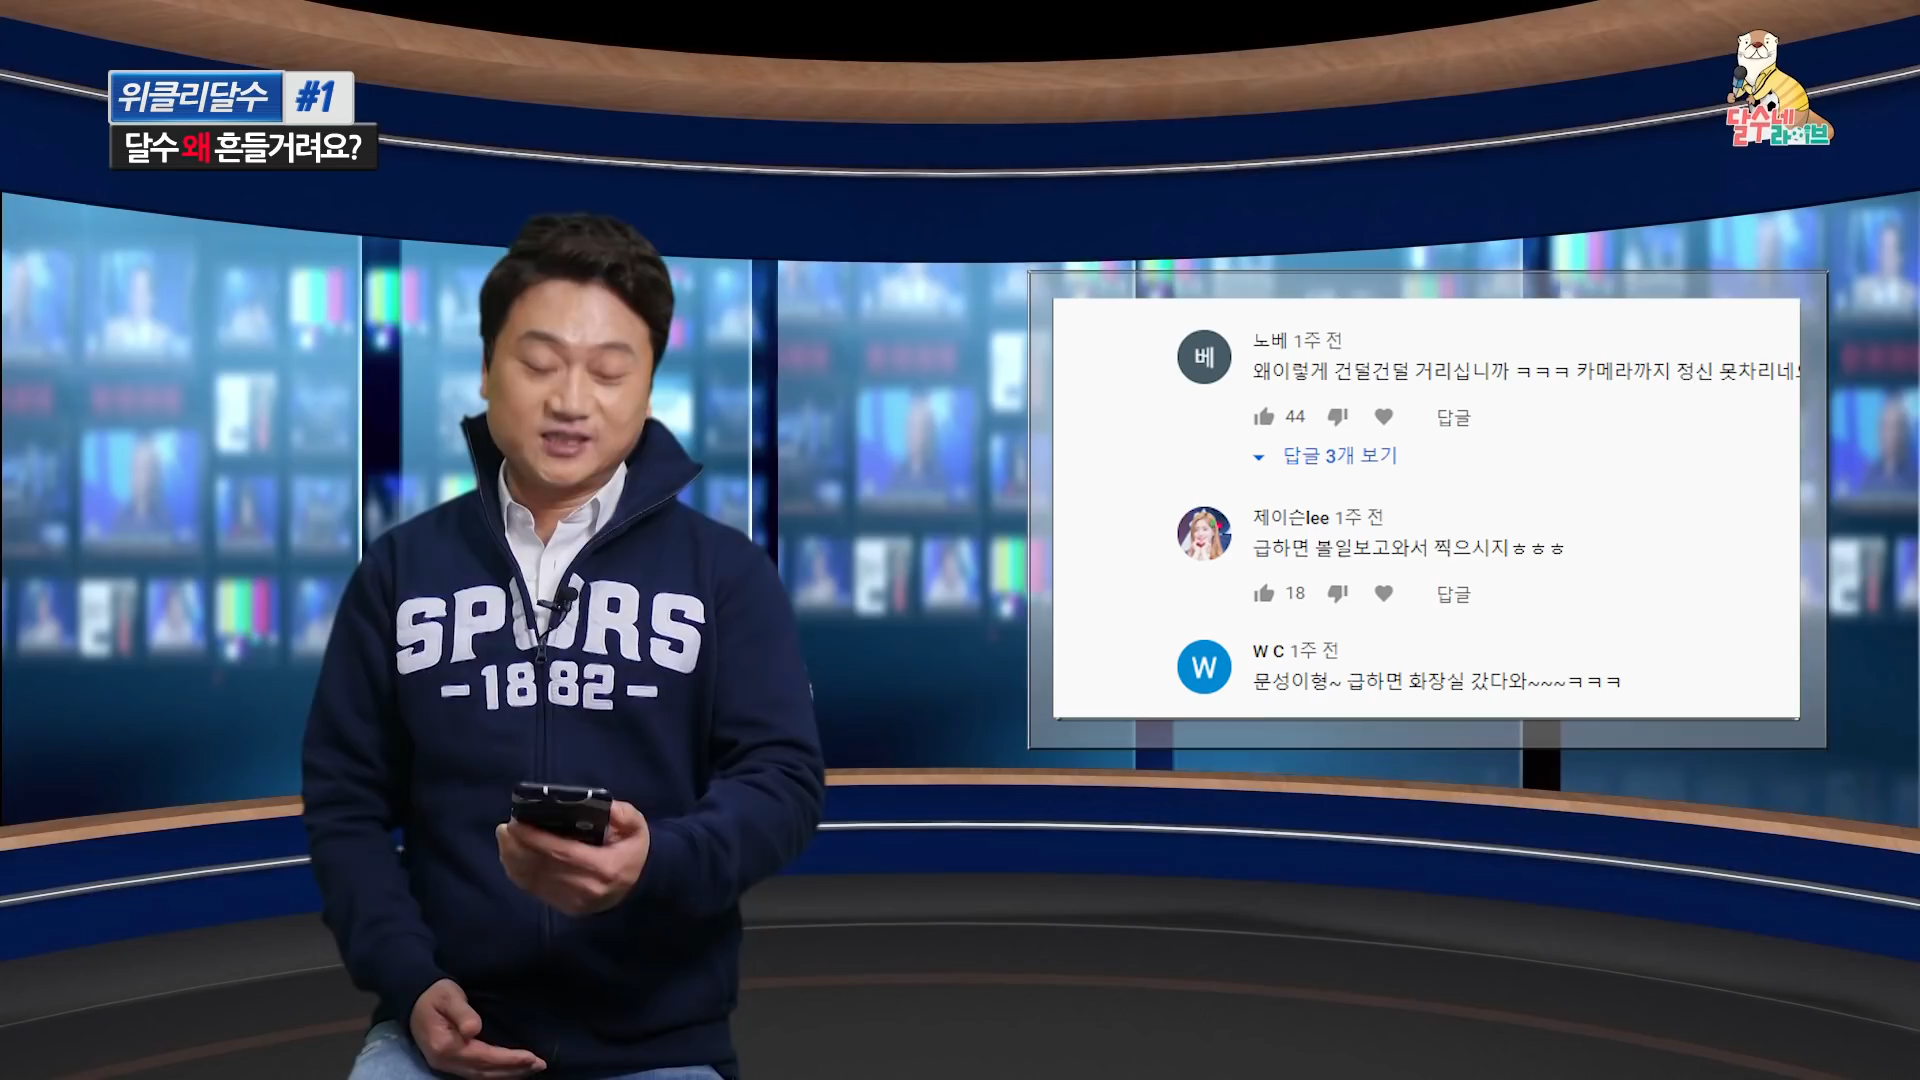 위클리달수 #1
달수 왜 흔들거려요?
달수네
라이브
SPURS
-1882-
베
노베 1주 전
왜이렇게 건덜건덜 거리십니까 ㅋㅋㅋ 카메라까지 정신 못차리네
44 답글
답글 3개 보기
제이슨lee 1주 전
급하면 볼일보고와서 찍으시지ㅎㅎㅎ
18 답글
W
W C 1주 전
문성이형~ 급하면 화장실 갔다와~~~ㅋㅋㅋ